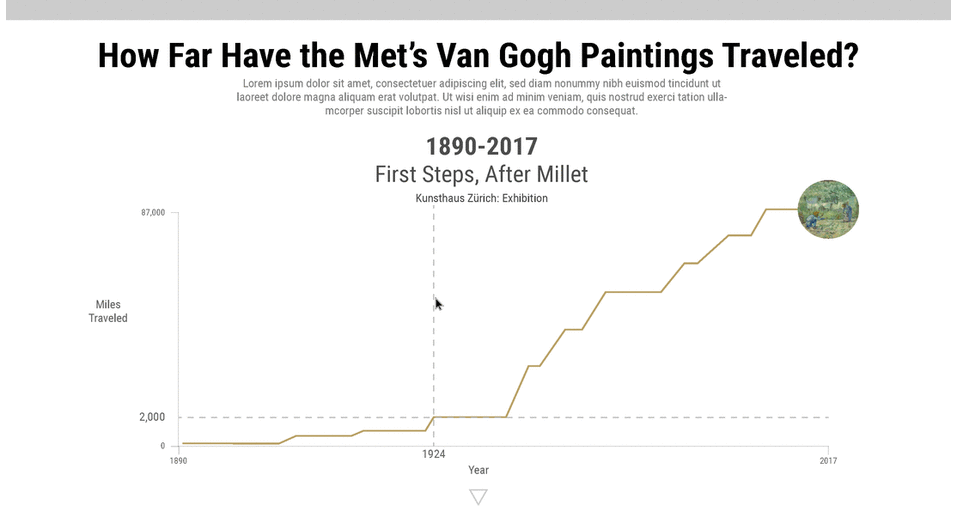 How Far Have the Met’s Van Gogh Paintings Traveled?
Lorem ipsum dolor sit amet, consectetuer adipiscing elit, sed diam nonummy nibh euismod tincidunt ut
laoreet dolore magna aliquam erat volutpat. Ut wisi enim ad minim veniam, quis nostrud exerci tation ulla-
mcorper suscipit lobortis nisl ut aliquip ex ea commodo consequat.
1890-2017
First Steps, After Millet
Kunsthaus Zürich: Exhibition
87,000
Miles
Traveled
2,000
0
1890
1924
2017
Year